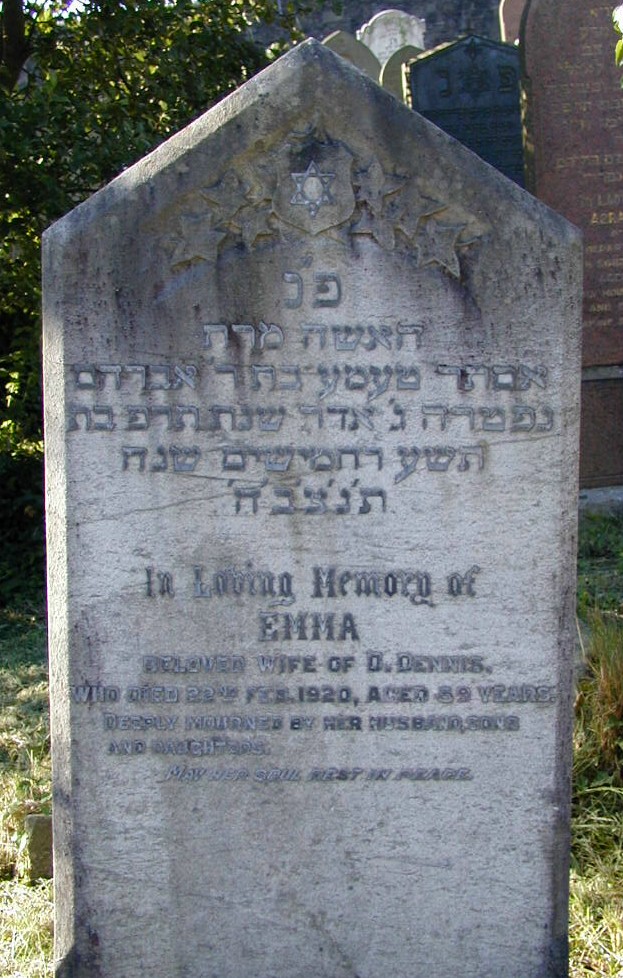 פ'נ
האשה מרת
אסתר טעמע בת ר' אברהם
נפטרה ג' אדר שנת תר״פ בת
תשע וחמישים שנה
ת'נ'צ'ב'ה'
In Loving Memory of
EMMA
BELOVED WIFE OF D. DENNIS.
WHO DIED 22ND FEB. 1920, AGED 59 YEARS.
DEEPLY MOURNED BY HER HUSBAND, SONS
AND DAUGHTERS.
MAY HER SOUL REST IN PEACE.